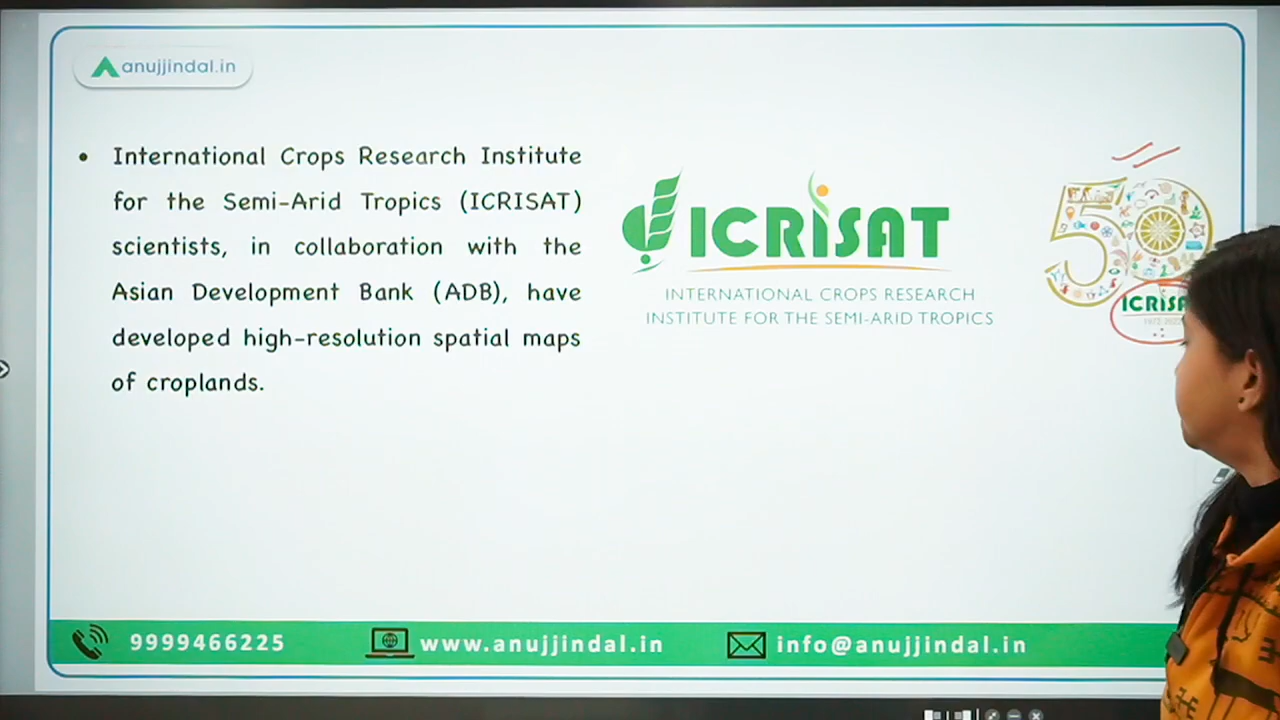 anujjindal.in
• International Crops Research Institute
for the Semi-Arid Tropics (ICRISAT)
scientists, in collaboration with the
Asian Development Bank (ADB), have
developed high-resolution spatial maps
of croplands.
ICRISAT
INTERNATIONAL CROPS RESEARCH
INSTITUTE FOR THE SEMI-ARID TROPICS
50
9999466225
www.anujjindal.in
info@anujjindal.in